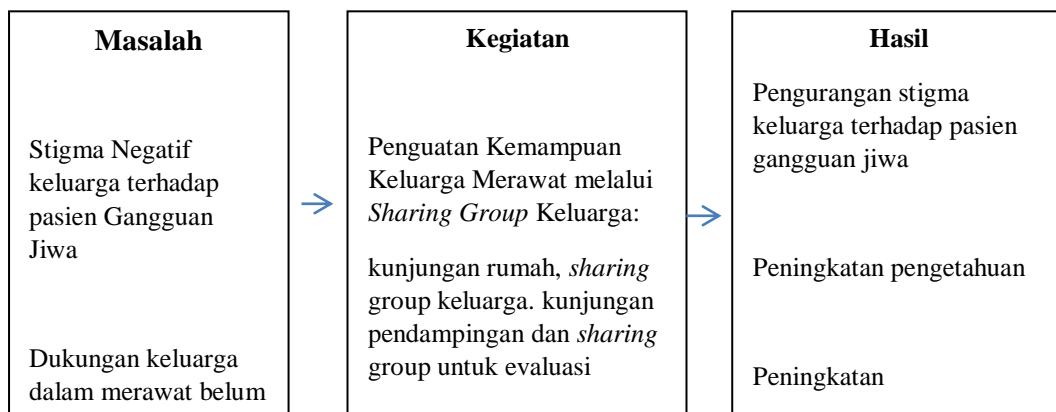 Masalah
Stigma Negatif
keluarga terhadap
pasien Gangguan
Jiwa
Dukungan keluarga
dalam merawat belum
Kegiatan
Penguatan Kemampuan
Keluarga Merawat melalui
Sharing Group Keluarga:
kunjungan rumah, sharing
group keluarga. kunjungan
pendampingan dan sharing
group untuk evaluasi
Hasil
Pengurangan stigma
keluarga terhadap pasien
gangguan jiwa
Peningkatan pengetahuan
Peningkatan